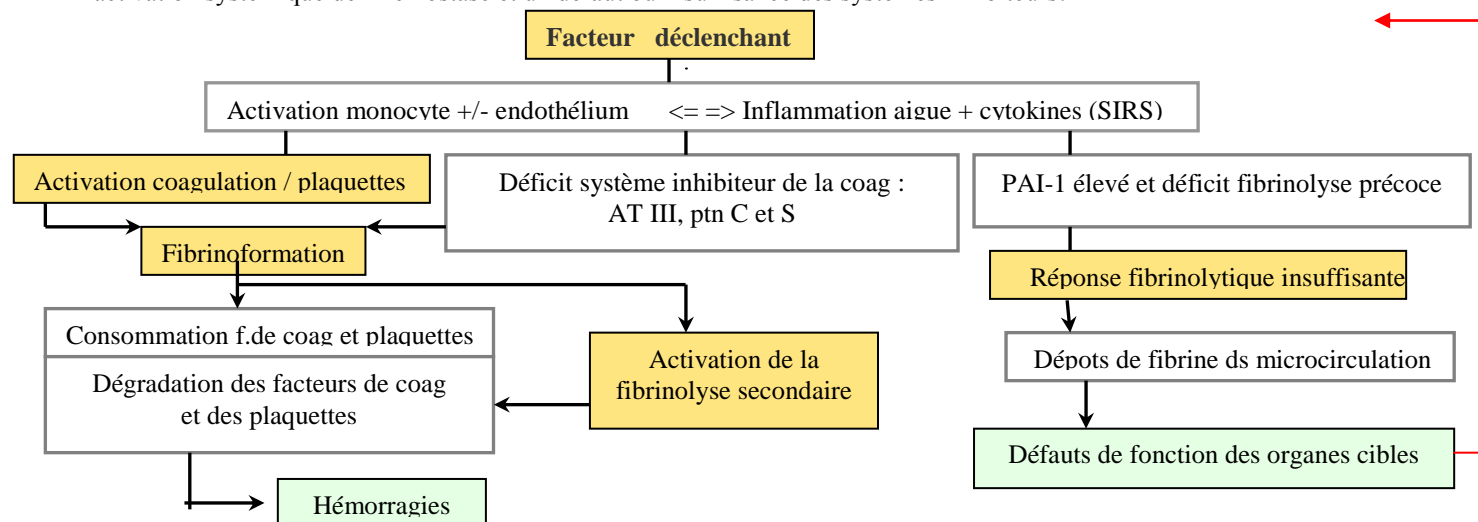 Facteur déclenchant
Activation monocyte +/- endothélium <= => Inflammation aigue + cytokines (SIRS)
Activation coagulation / plaquettes
Déficit système inhibiteur de la coag :
AT III, ptn C et S
PAI-1 élevé et déficit fibrinolyse précoce
Fibrinoformation
Réponse fibrinolytique insuffisante
Consommation f.de coag et plaquettes
Dégradation des facteurs de coag
et des plaquettes
Activation de la
fibrinolyse secondaire
Dépots de fibrine ds microcirculation
Défauts de fonction des organes cibles
Hémorragies